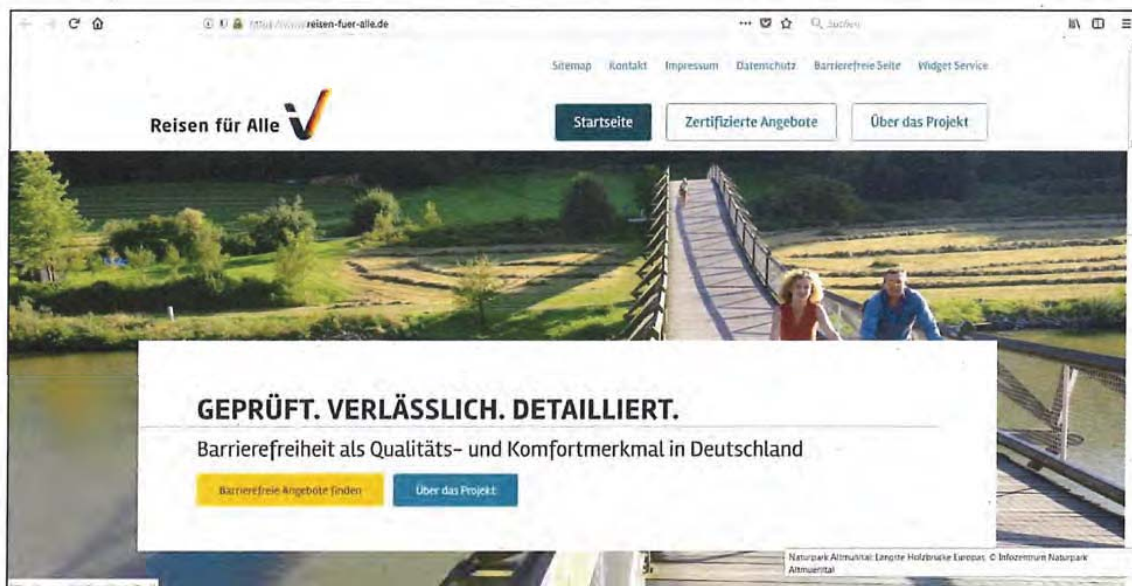 reisen-fuer-alle.de
Sitemap Kontakt Impressum Datenschutz Barrierefreie Seite Widget Service
Reisen für Alle
Startseite Zertifizierte Angebote Über das Projekt
GEPRÜFT. VERLÄSSLICH. DETAILLIERT.
Barrierefreiheit als Qualitäts- und Komfortmerkmal in Deutschland
Barrierefreie Angebote finden Über das Projekt
Naturpark Altmühltal: Längste Holzbrücke Europas, © Infozentrum Naturpark
Altmuehltal